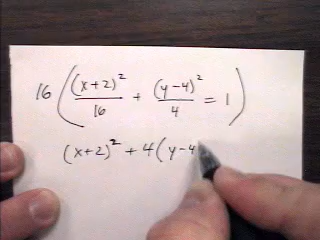 16((x+2)²/16 + (y-4)²/4 = 1)
(x+2)² + 4(y-4